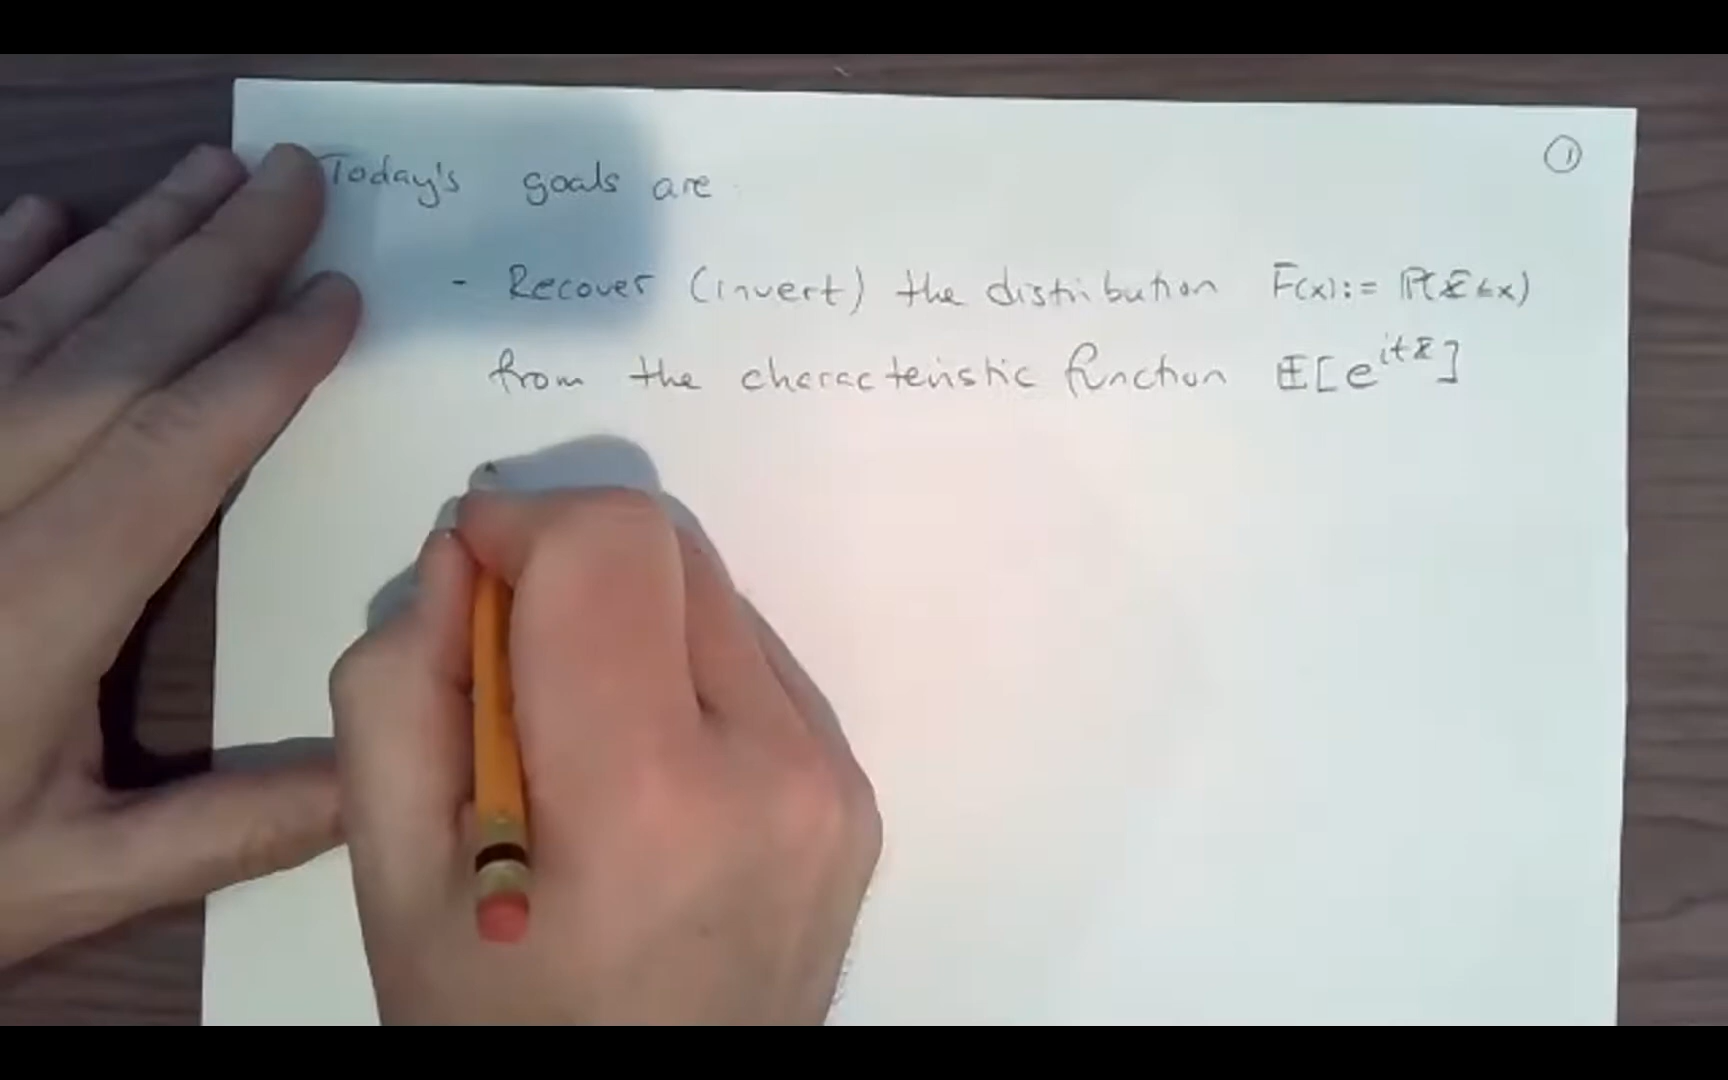 ①
Today's goals are
- Recover (invert) the distribution F(x) := ℙ(X ≤ x)
from the characteristic function 𝔼[e^{itX}]